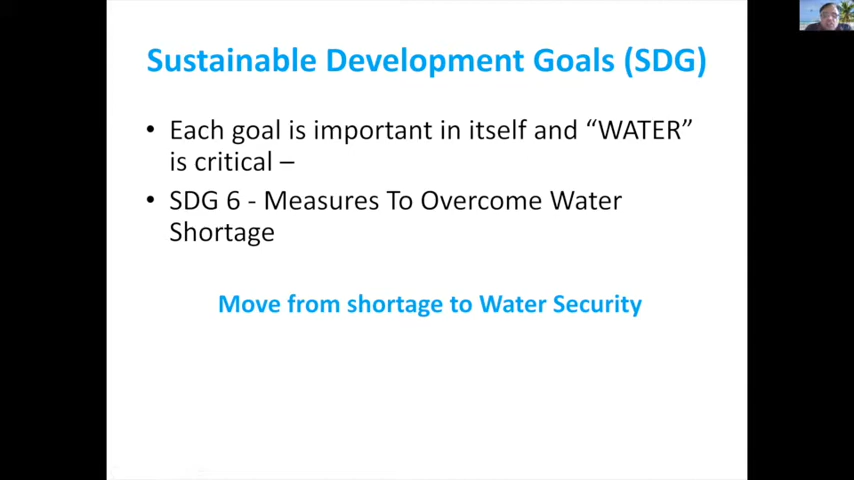 Sustainable Development Goals (SDG)
• Each goal is important in itself and “WATER”
is critical –
• SDG 6 - Measures To Overcome Water
Shortage
Move from shortage to Water Security